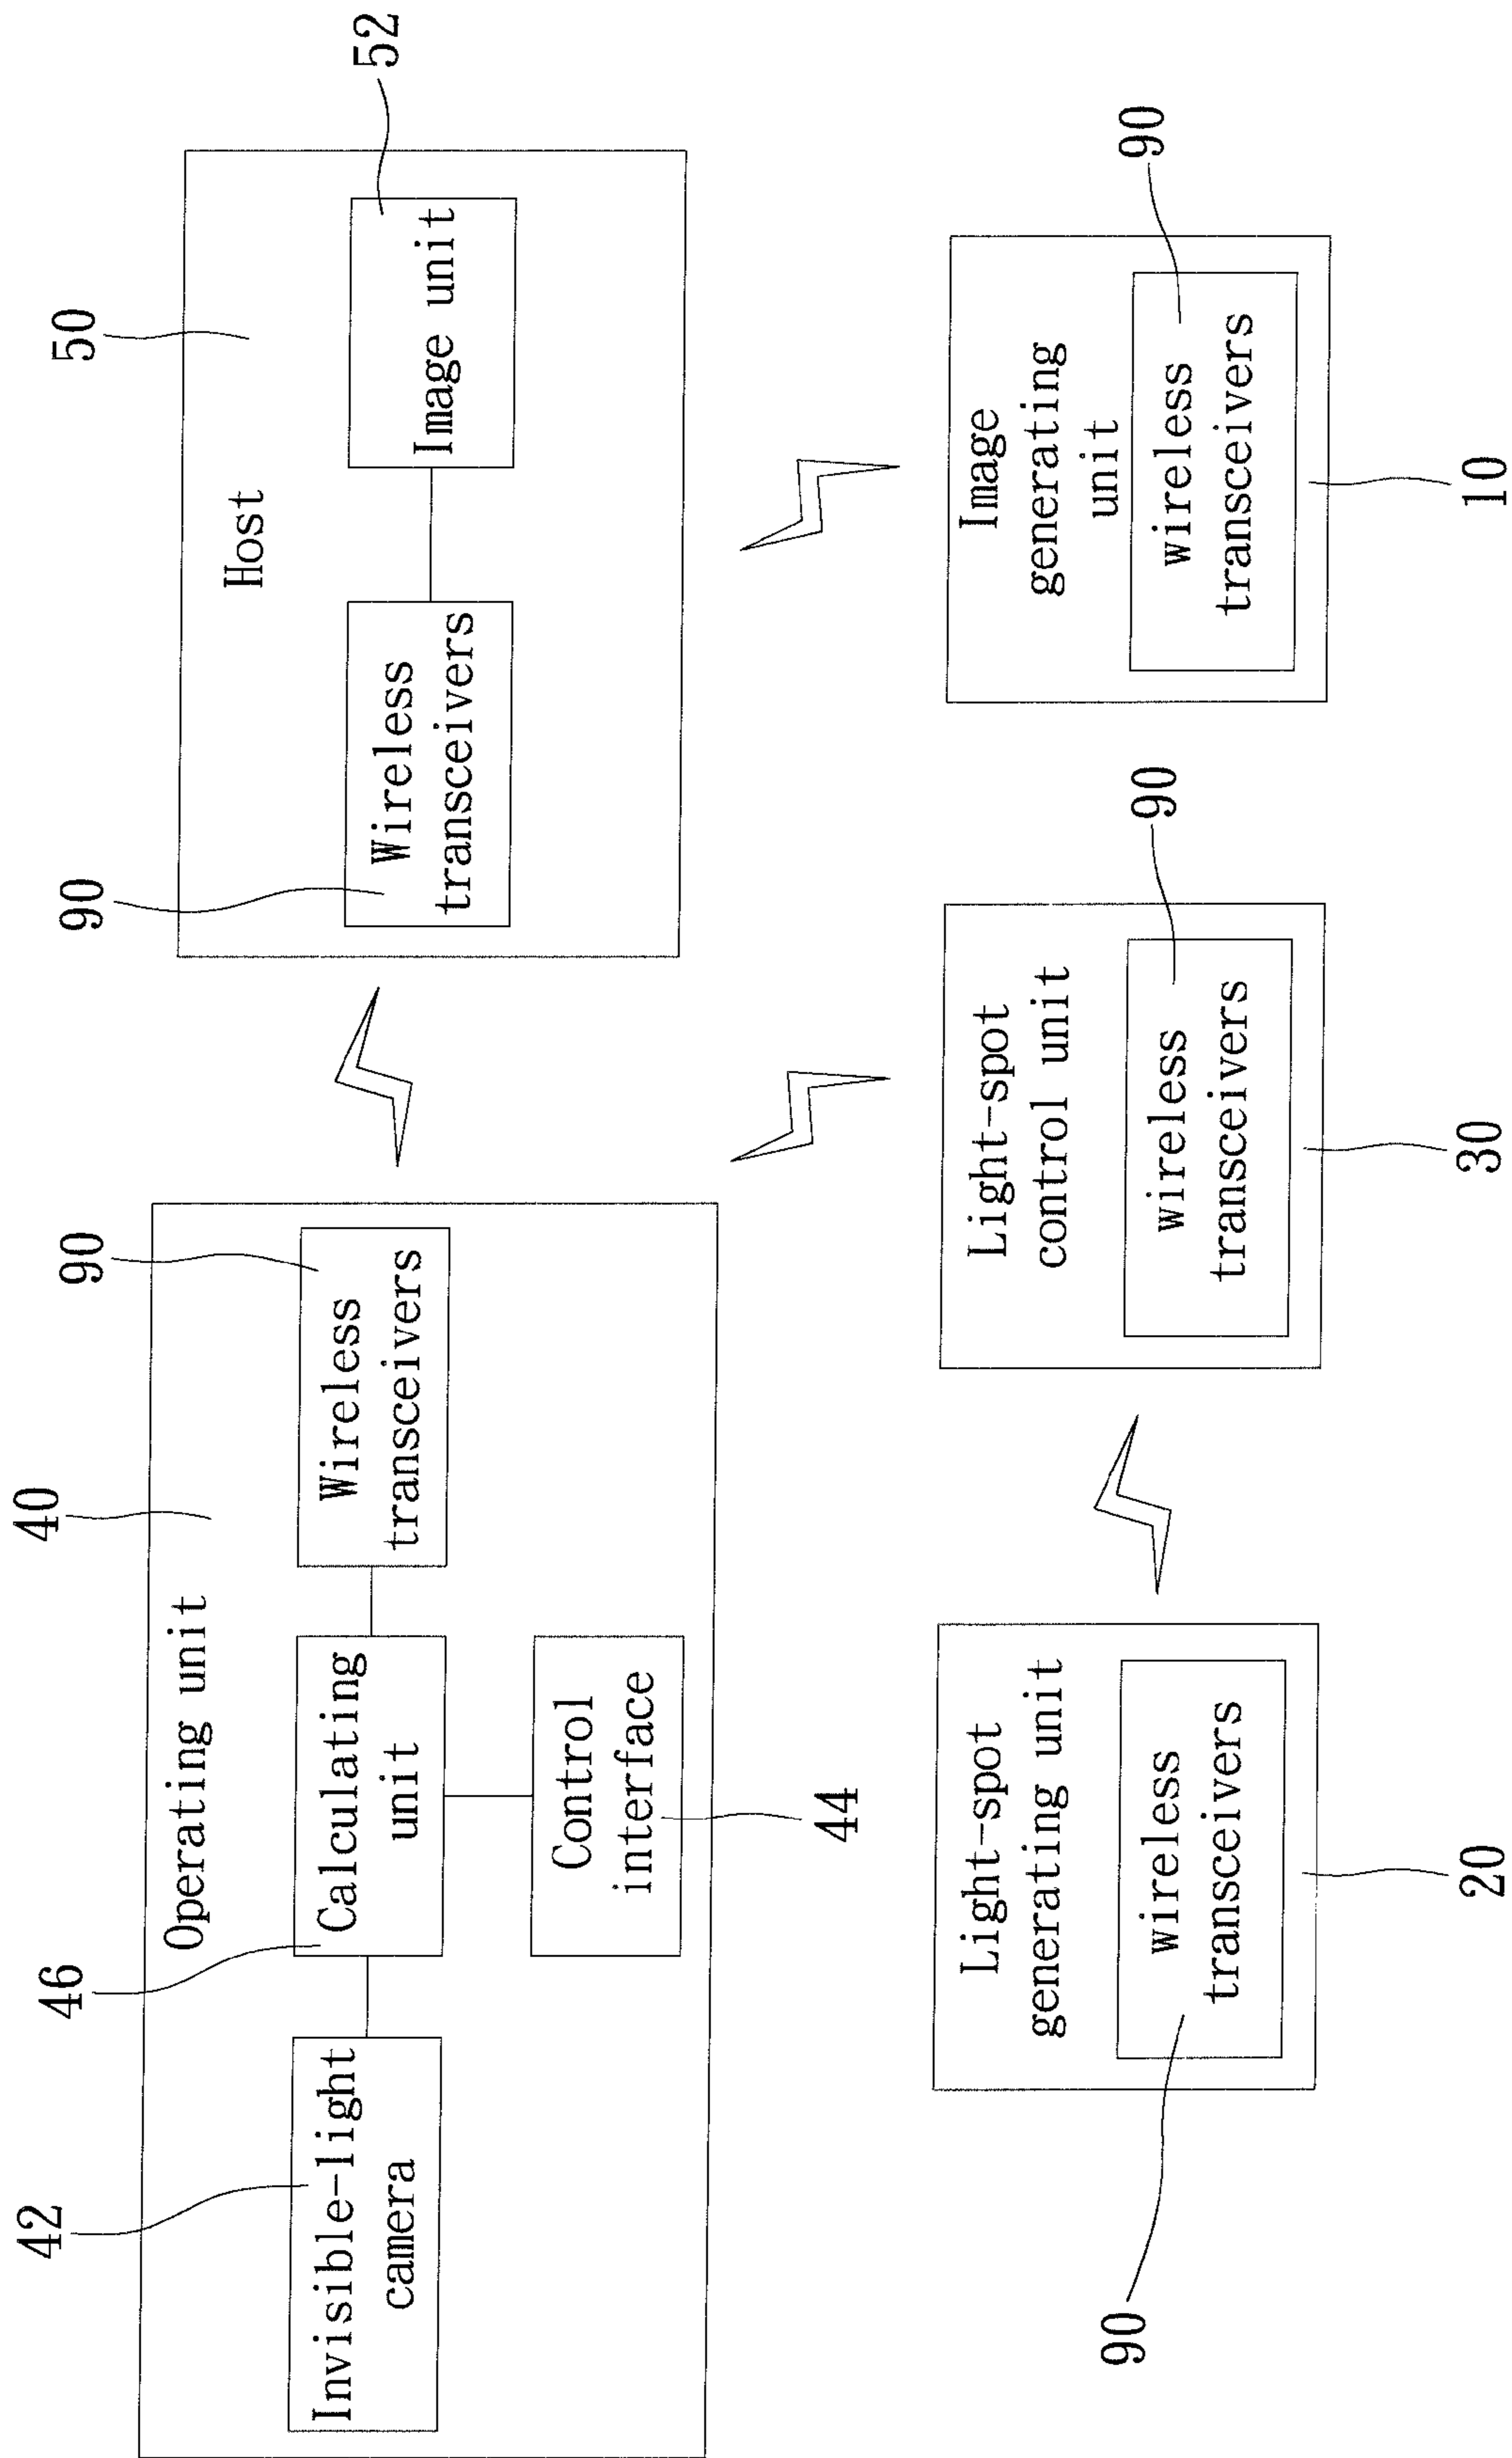 40
Operating unit
46
42
90
Invisible-light
camera
Calculating
unit
Wireless
transceivers
Control
interface
44
50
Host
90
52
Wireless
transceivers
Image unit
Light-spot
generating unit
wireless
transceivers
90
20
Light-spot
control unit
wireless
transceivers
90
30
Image
generating
unit
wireless
transceivers
90
10